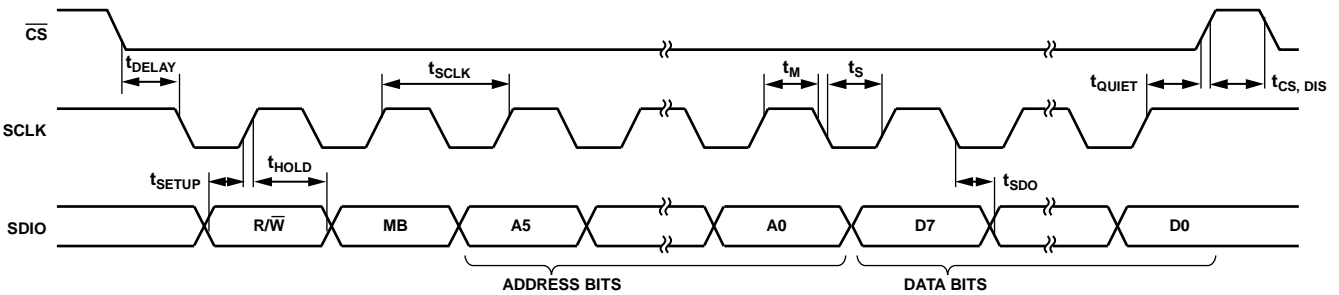 CS
tDELAY
tSCLK
tM
tS
tQUIET
tCS, DIS
SCLK
tSETUP
tHOLD
tSDO
SDIO
R/W
MB
A5
A0
D7
D0
ADDRESS BITS
DATA BITS